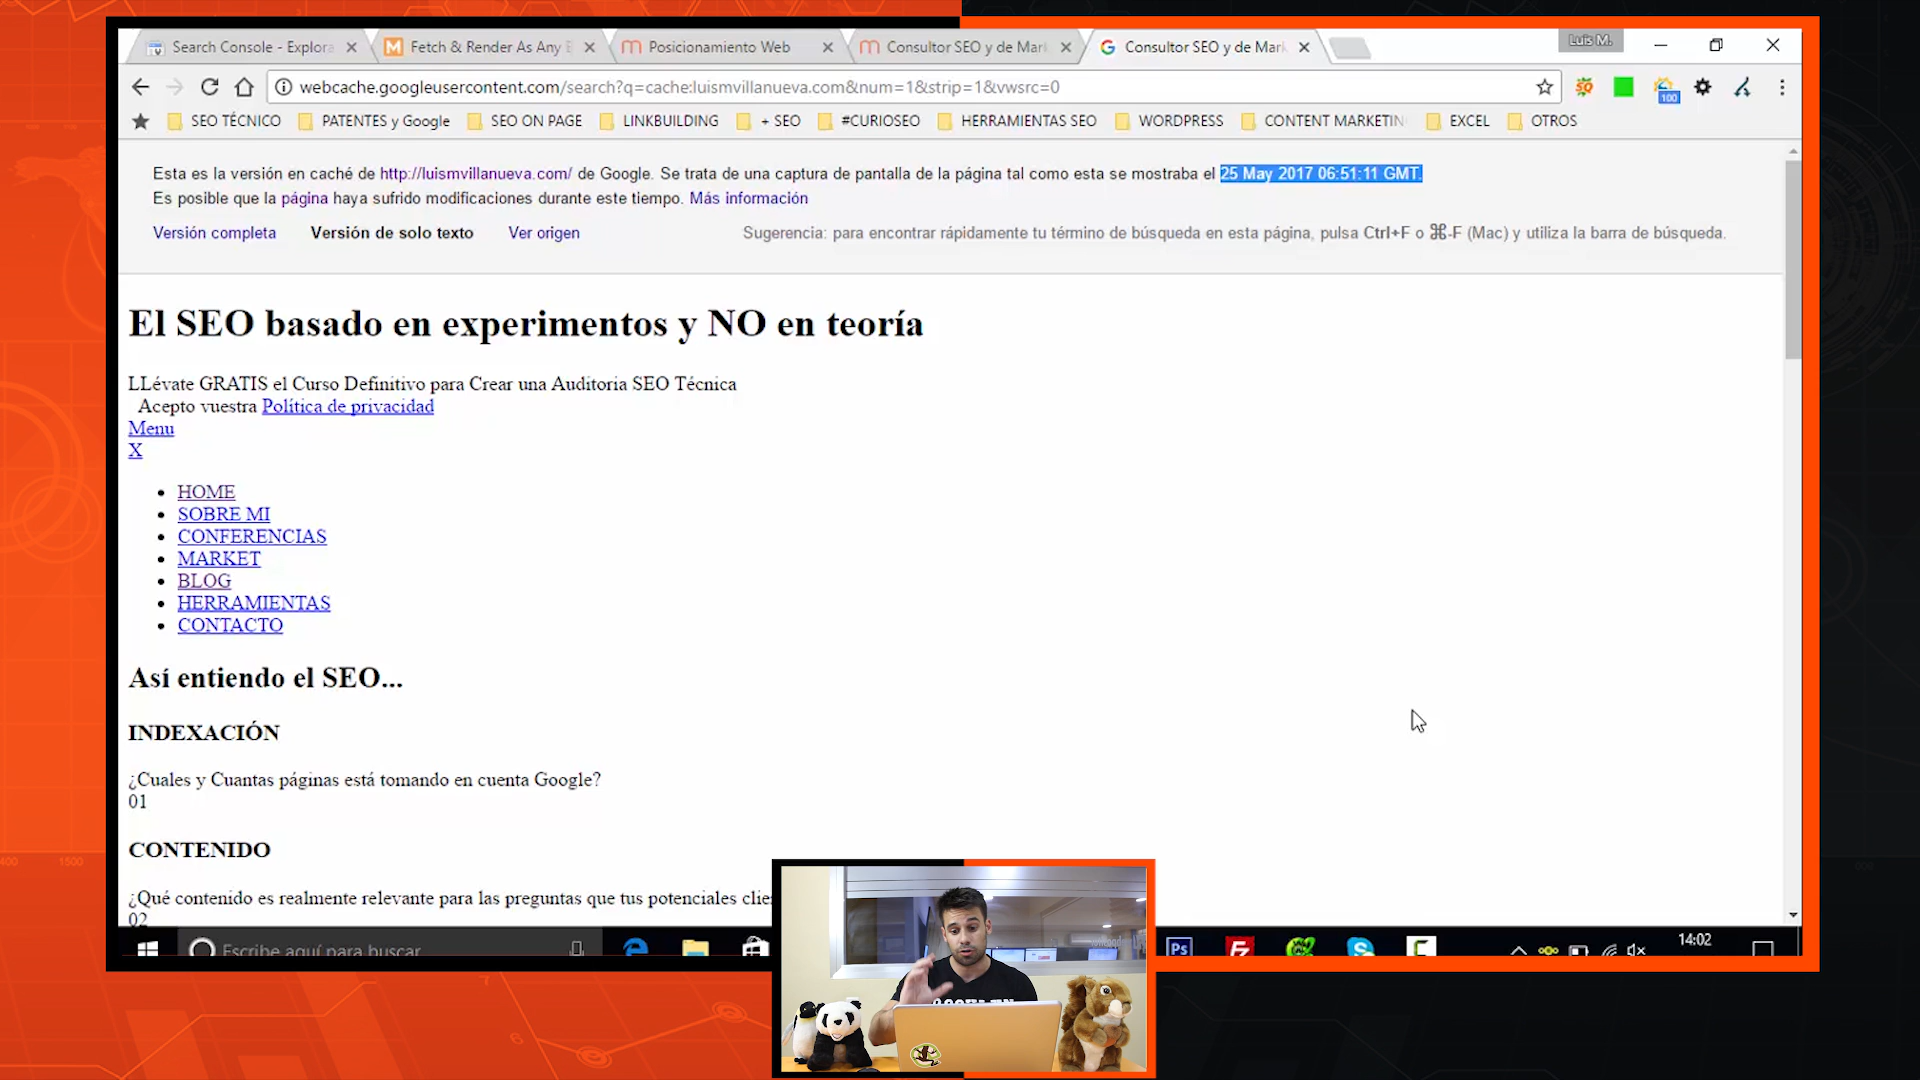 Search Console - Explora
Fetch & Render As Any
Posicionamiento Web
Consultor SEO y de Mark
Consultor SEO y de Mark
Luis M.
webcache.googleusercontent.com/search?q=cache:luismvillanueva.com&num=1&strip=1&vwsrc=0
100
SEO TÉCNICO
PATENTES y Google
SEO ON PAGE
LINKBUILDING
+ SEO
#CURIOSEO
HERRAMIENTAS SEO
WORDPRESS
CONTENT MARKETIN
EXCEL
OTROS
Esta es la versión en caché de http://luismvillanueva.com/ de Google. Se trata de una captura de pantalla de la página tal como esta se mostraba el 25 May 2017 06:51:11 GMT.
Es posible que la página haya sufrido modificaciones durante este tiempo. Más información
Versión completa
Versión de solo texto
Ver origen
Sugerencia: para encontrar rápidamente tu término de búsqueda en esta página, pulsa Ctrl+F o ⌘-F (Mac) y utiliza la barra de búsqueda.
El SEO basado en experimentos y NO en teoría
LLévate GRATIS el Curso Definitivo para Crear una Auditoria SEO Técnica
Acepto vuestra Política de privacidad
Menu
X
HOME
SOBRE MI
CONFERENCIAS
MARKET
BLOG
HERRAMIENTAS
CONTACTO
Así entiendo el SEO...
INDEXACIÓN
¿Cuales y Cuantas páginas está tomando en cuenta Google?
01
CONTENIDO
¿Qué contenido es realmente relevante para las preguntas que tus potenciales clie
02
Escribe aquí para buscar
Ps
14:02